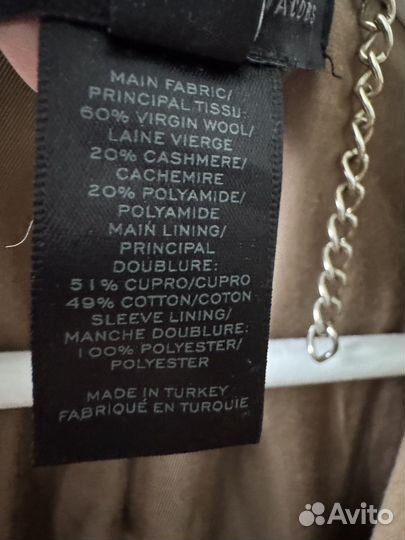 JACOBS
MAIN FABRIC/
PRINCIPAL TISSU:
60% VIRGIN WOOL/
LAINE VIERGE
20% CASHMERE/
CACHEMIRE
20% POLYAMIDE/
POLYAMIDE
MAIN LINING/
PRINCIPAL
DOUBLURE:
51% CUPRO/CUPRO
49% COTTON/COTON
SLEEVE LINING/
MANCHE DOUBLURE:
100% POLYESTER/
POLYESTER
MADE IN TURKEY
FABRIQUÉ EN TURQUIE
Avito